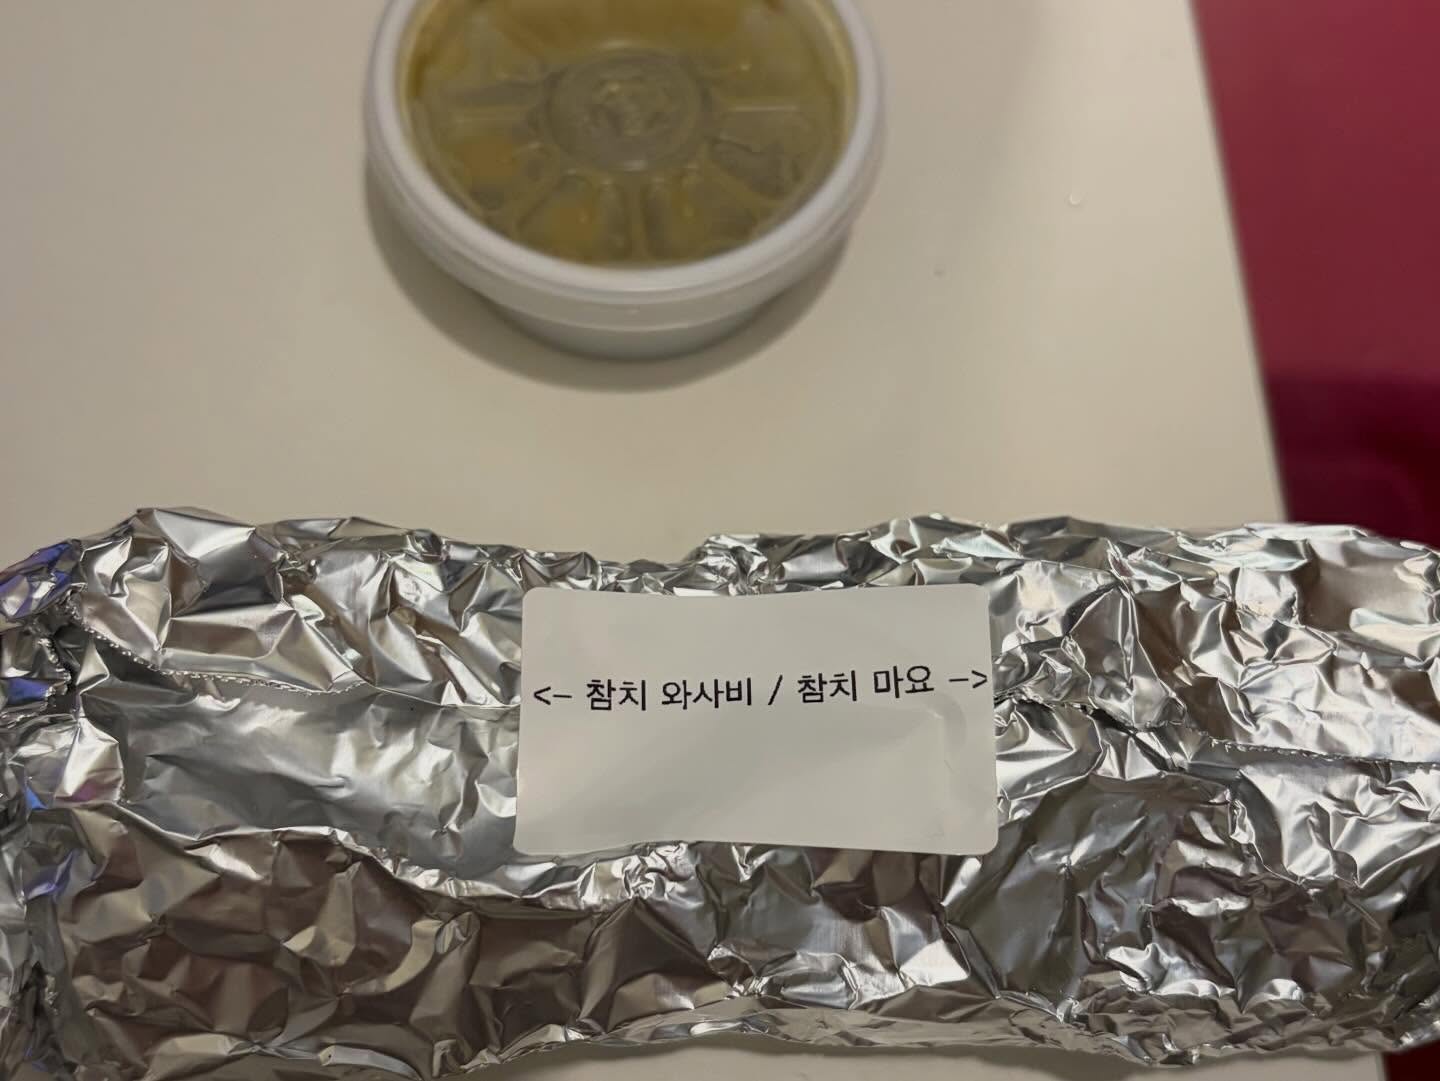 <- 참치 와사비 / 참치 마요 ->